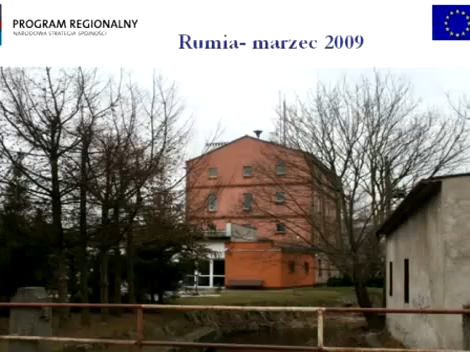 PROGRAM REGIONALNY
NARODOWA STRATEGIA SPÓJNOŚCI
Rumia- marzec 2009